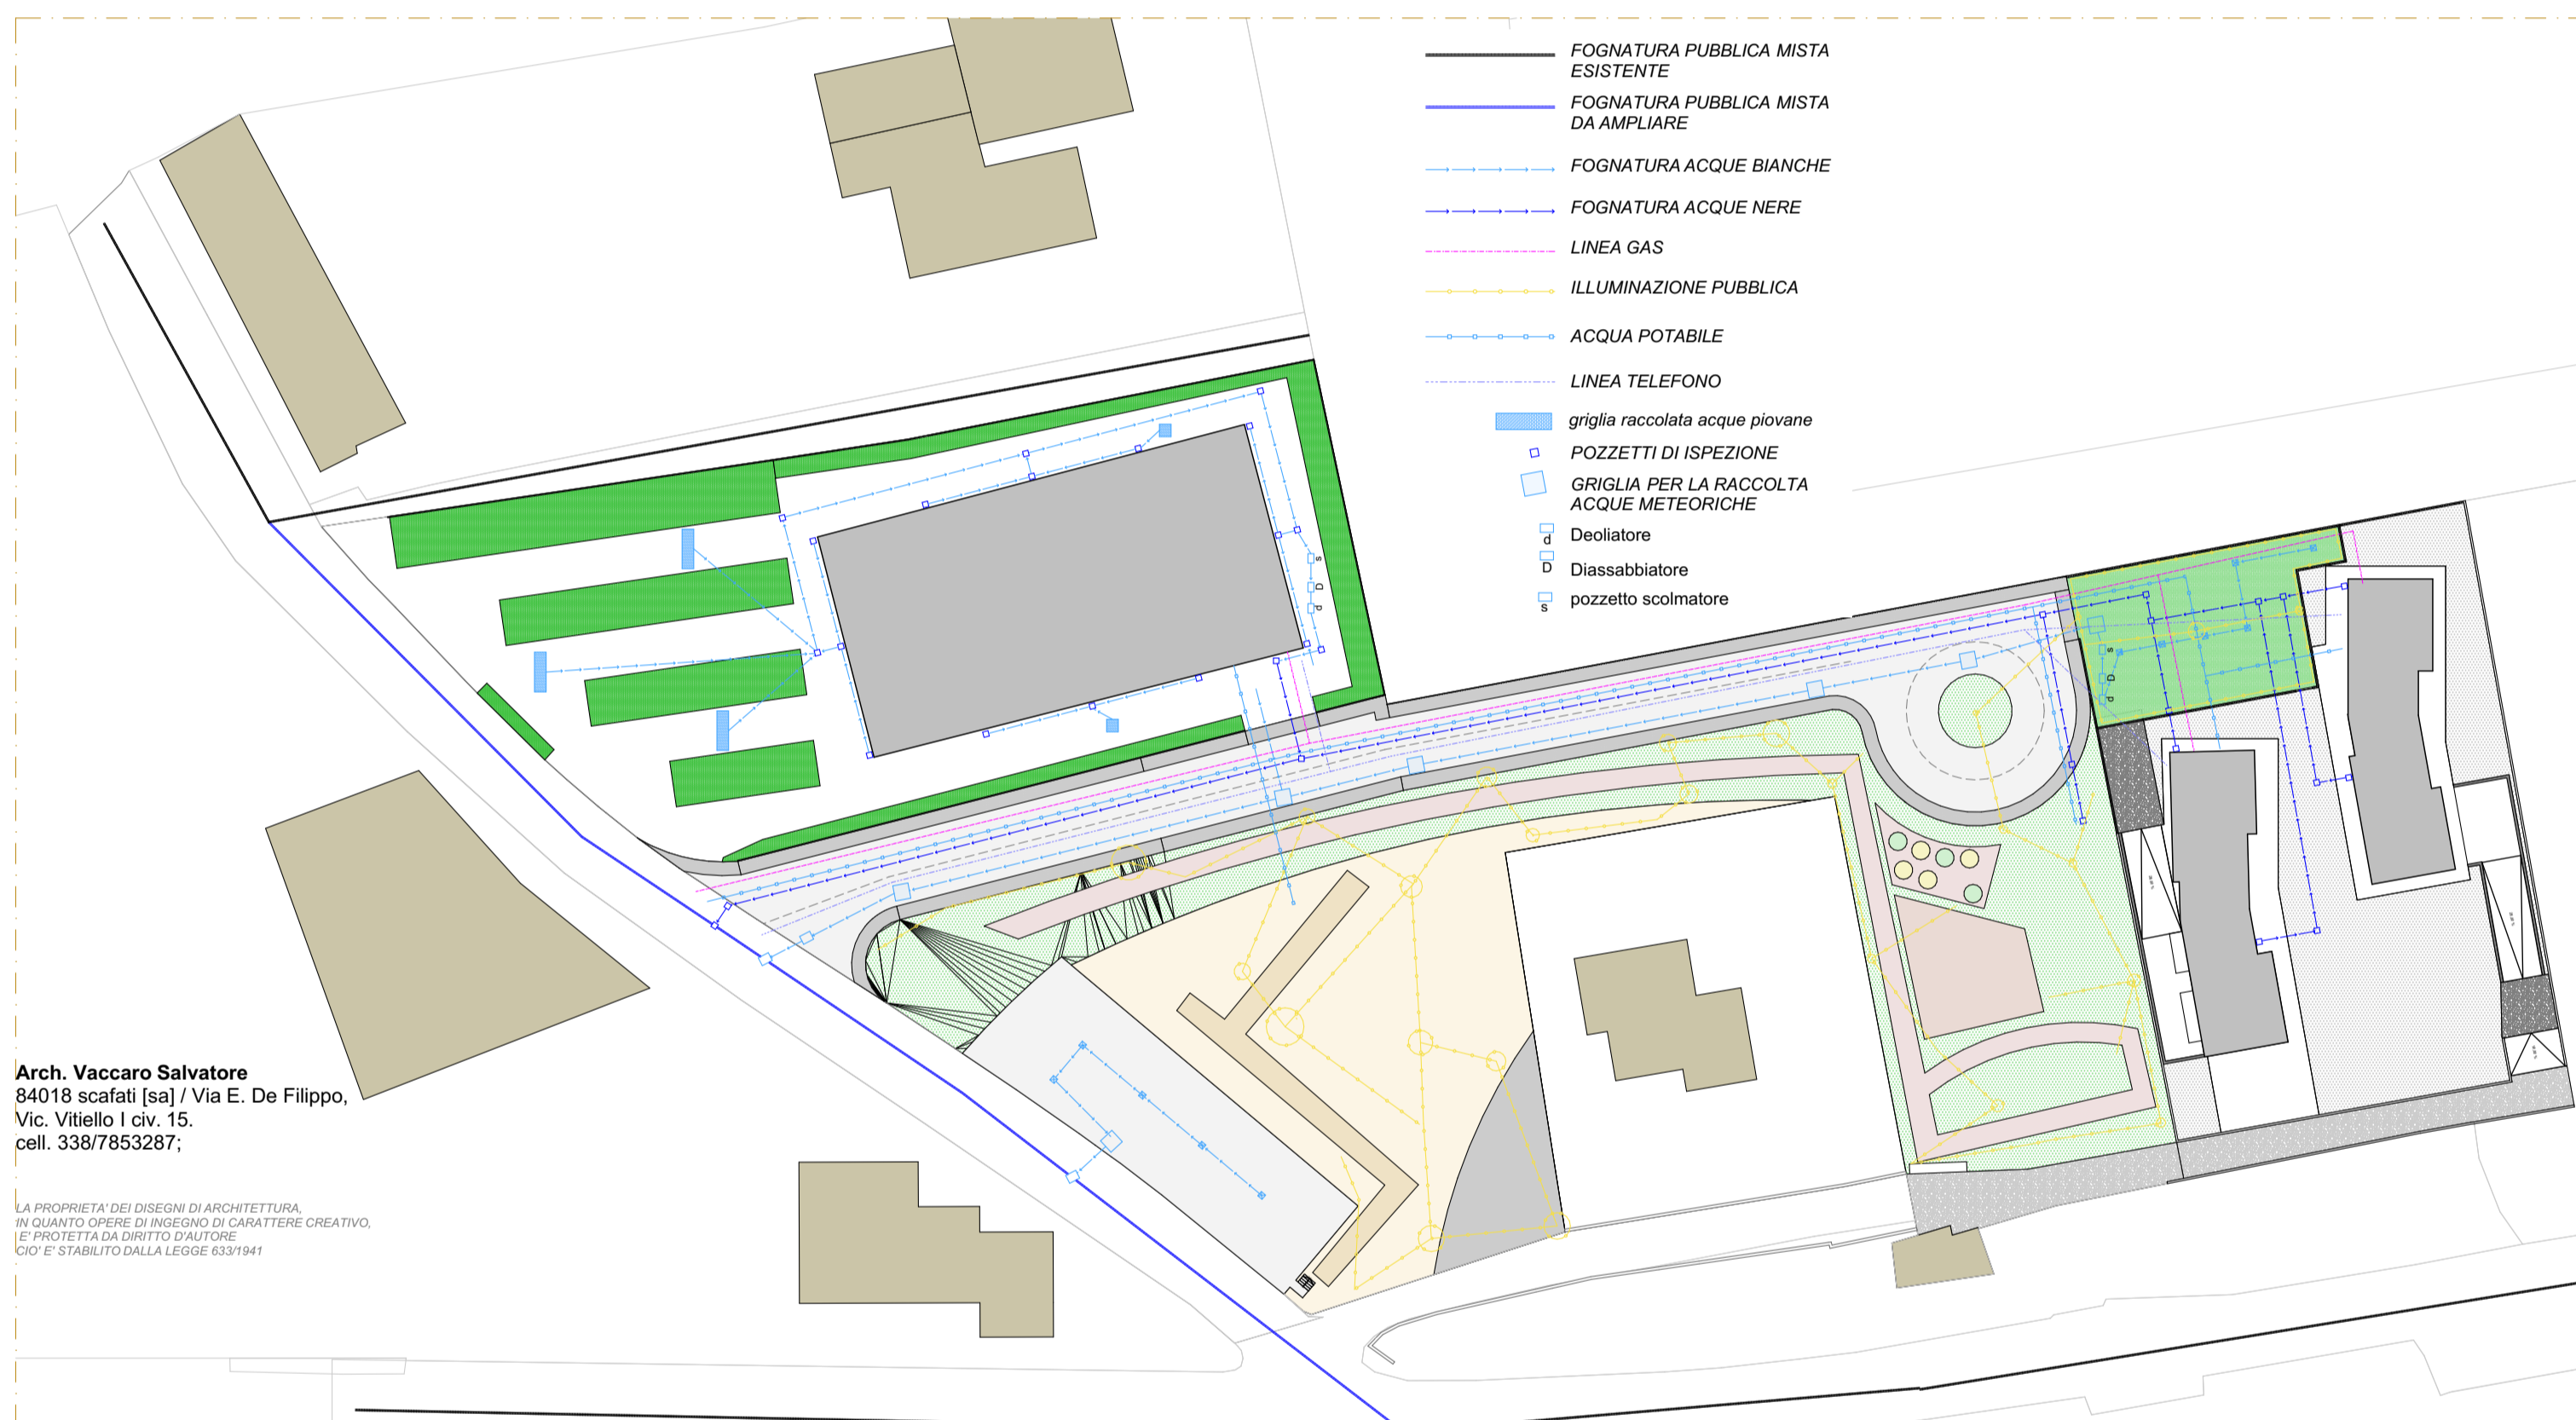 FOGNATURA PUBBLICA MISTA
ESISTENTE
FOGNATURA PUBBLICA MISTA
DA AMPLIARE
FOGNATURA ACQUE BIANCHE
FOGNATURA ACQUE NERE
LINEA GAS
ILLUMINAZIONE PUBBLICA
ACQUA POTABILE
LINEA TELEFONO
griglia raccolata acque piovane
POZZETTI DI ISPEZIONE
GRIGLIA PER LA RACCOLTA
ACQUE METEORICHE
d Deoliatore
D Diassabbiatore
s pozzetto scolmatore
s
D
d
s
D
d
Arch. Vaccaro Salvatore
84018 scafati [sa] / Via E. De Filippo,
Vic. Vitiello I civ. 15.
cell. 338/7853287;
LA PROPRIETA' DEI DISEGNI DI ARCHITETTURA,
IN QUANTO OPERE DI INGEGNO DI CARATTERE CREATIVO,
E' PROTETTA DA DIRITTO D'AUTORE
CIO' E' STABILITO DALLA LEGGE 633/1941